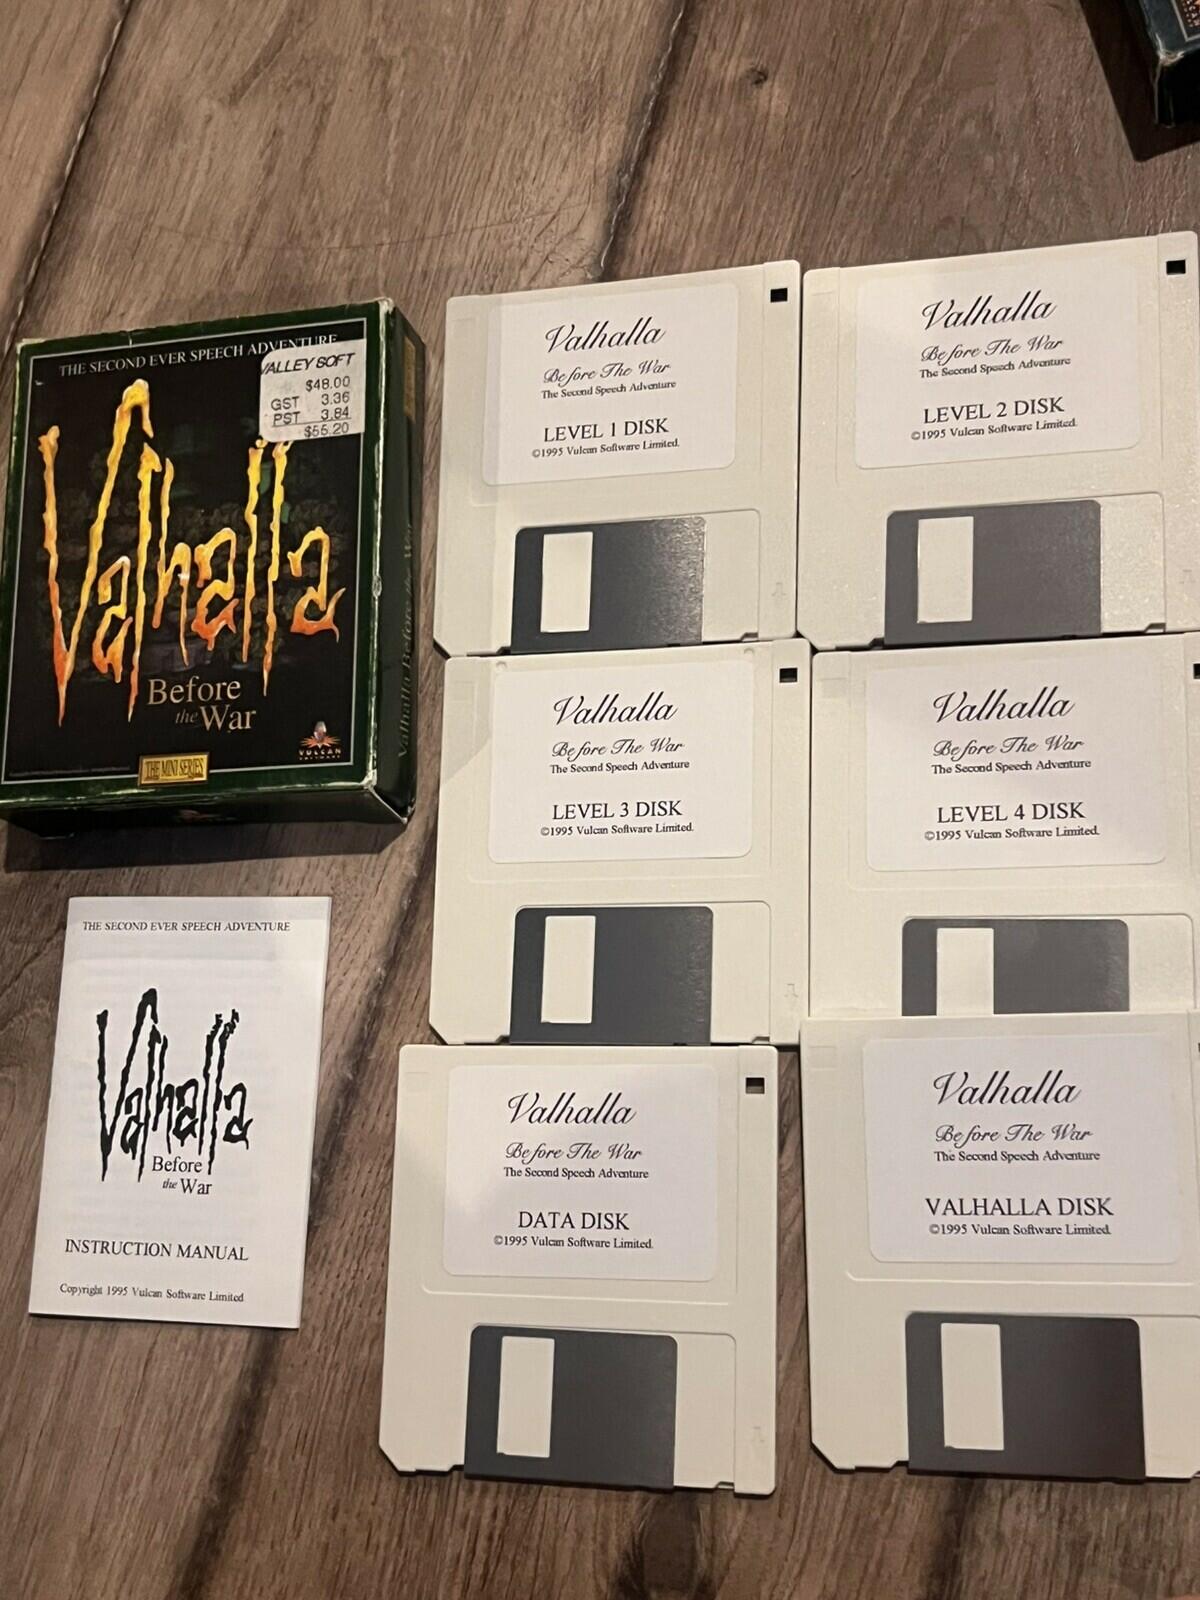 THE SECOND EVER SPEECH ADVENTURE
VALLEY SOFT
$48.00
GST 3.36
PST 3.84
$55.20
Valhalla
Before
the War
VULCAN
SOFTWARE
THE MINI SERIES
Valhalla Before the War
THE SECOND EVER SPEECH ADVENTURE
Valhalla
Before
the War
INSTRUCTION MANUAL
Copyright 1995 Vulcan Software Limited
Valhalla
Before The War
The Second Speech Adventure
LEVEL 1 DISK
©1995 Vulcan Software Limited.
Valhalla
Before The War
The Second Speech Adventure
LEVEL 2 DISK
©1995 Vulcan Software Limited.
Valhalla
Before The War
The Second Speech Adventure
LEVEL 3 DISK
©1995 Vulcan Software Limited.
Valhalla
Before The War
The Second Speech Adventure
LEVEL 4 DISK
©1995 Vulcan Software Limited.
Valhalla
Before The War
The Second Speech Adventure
DATA DISK
©1995 Vulcan Software Limited.
Valhalla
Before The War
The Second Speech Adventure
VALHALLA DISK
©1995 Vulcan Software Limited.